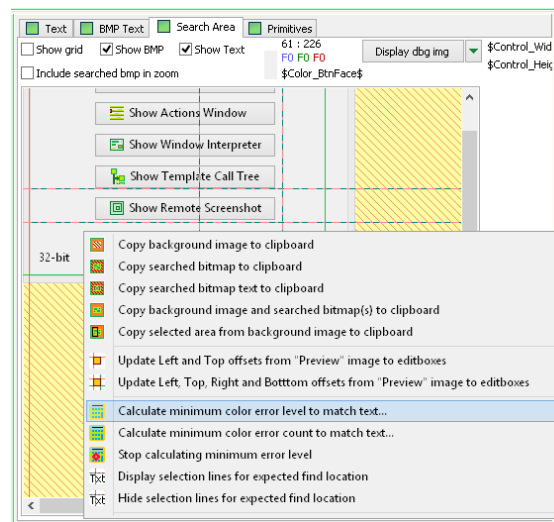 Text BMP Text Search Area Primitives
Show grid Show BMP Show Text 61 : 226 Display dbg img $Control_Wid
F0 F0 F0 $Control_Heig
Include searched bmp in zoom $Color_BtnFace$
Show Actions Window
Show Window Interpreter
Show Template Call Tree
Show Remote Screenshot
32-bit
Copy background image to clipboard
Copy searched bitmap to clipboard
Copy searched bitmap text to clipboard
Copy background image and searched bitmap(s) to clipboard
Copy selected area from background image to clipboard
Update Left and Top offsets from "Preview" image to editboxes
Update Left, Top, Right and Botttom offsets from "Preview" image to editboxes
Calculate minimum color error level to match text...
Calculate minimum color error count to match text...
Stop calculating minimum error level
Txt Display selection lines for expected find location
Txt Hide selection lines for expected find location